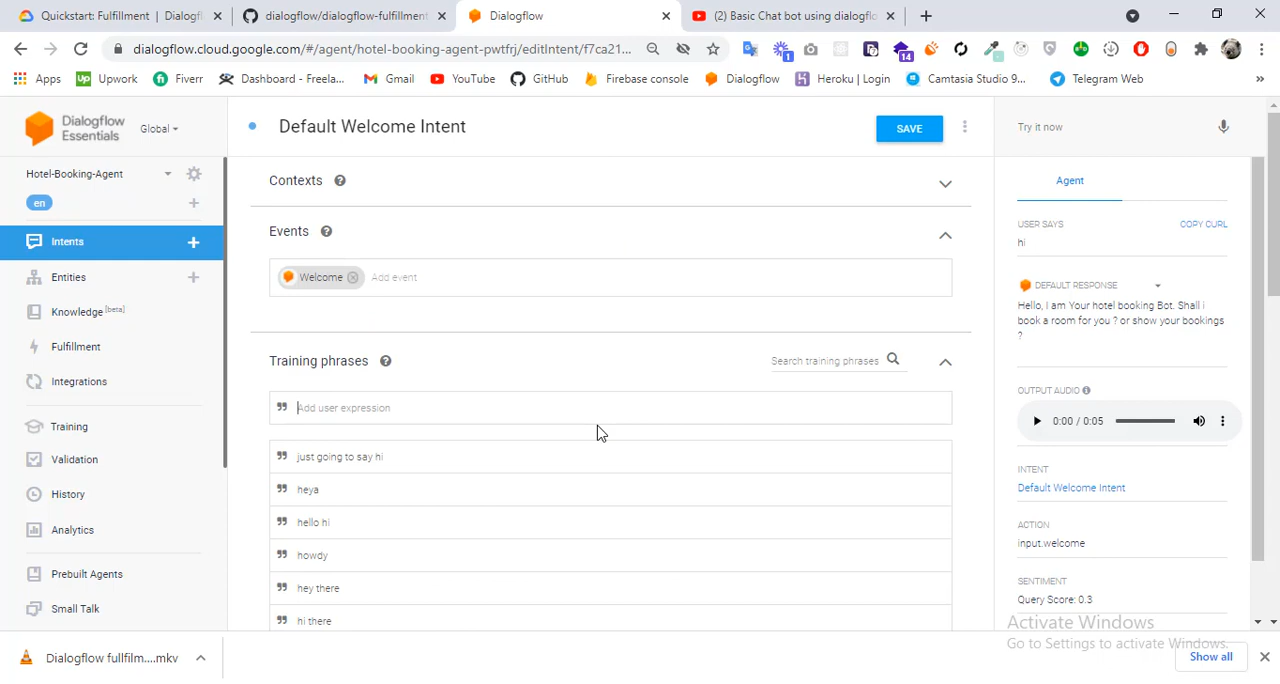 Quickstart: Fulfillment | Dialogfl
dialogflow/dialogflow-fulfillment
Dialogflow
(2) Basic Chat bot using dialogflo
dialogflow.cloud.google.com/#/agent/hotel-booking-agent-pwtfrj/editIntent/f7ca21...
14
1
Apps
Up
Upwork
fi
Fiverr
Dashboard - Freela...
Gmail
YouTube
GitHub
Firebase console
Dialogflow
Heroku | Login
Camtasia Studio 9...
Telegram Web
»
Dialogflow
Essentials
Global
Default Welcome Intent
SAVE
Try it now
Hotel-Booking-Agent
en
Intents
Entities
Knowledge [beta]
Fulfillment
Integrations
Training
Validation
History
Analytics
Prebuilt Agents
Small Talk
Contexts
Events
Welcome
Add event
Training phrases
Search training phrases
Add user expression
just going to say hi
heya
hello hi
howdy
hey there
hi there
Agent
USER SAYS
COPY CURL
hi
DEFAULT RESPONSE
Hello, I am Your hotel booking Bot. Shall i
book a room for you ? or show your bookings
?
OUTPUT AUDIO
0:00 / 0:05
INTENT
Default Welcome Intent
ACTION
input.welcome
SENTIMENT
Query Score: 0.3
Activate Windows
Go to Settings to activate Windows.
Dialogflow fullfilm....mkv
Show all